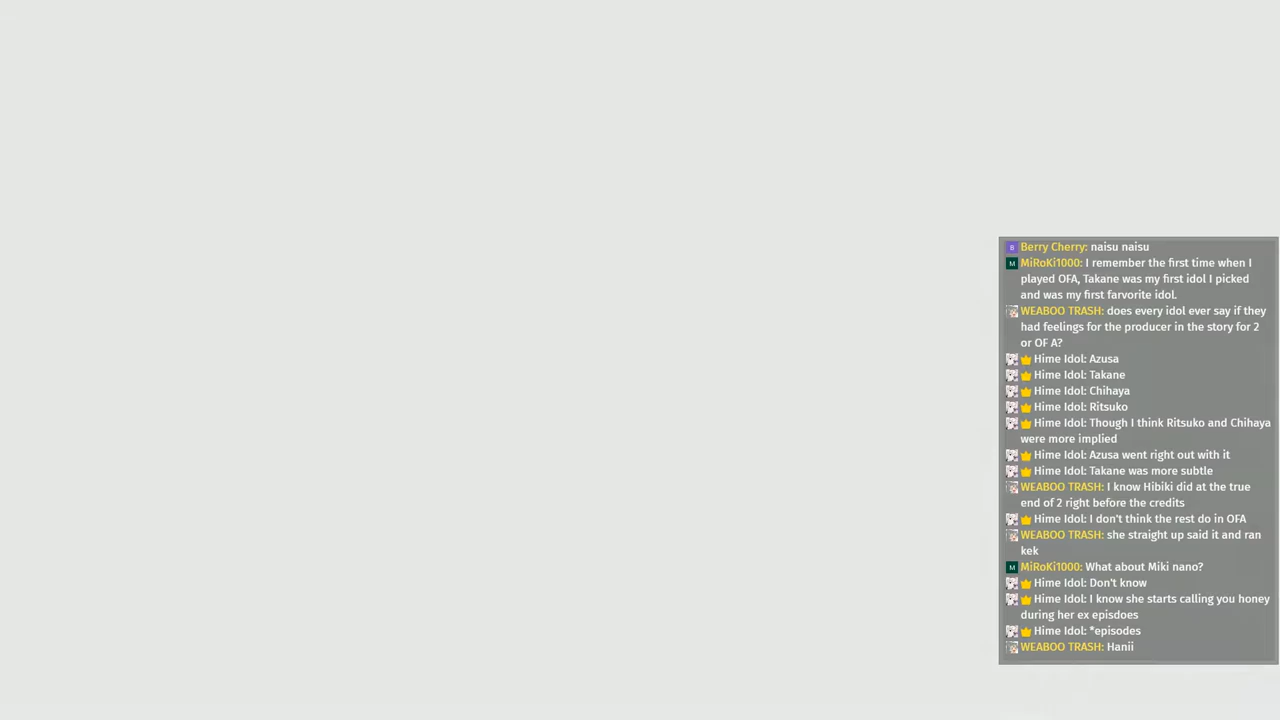 B Berry Cherry: naisu naisu
M MiRoKi1000: I remember the first time when I
played OFA, Takane was my first idol I picked
and was my first farvorite idol.
WEABOO TRASH: does every idol ever say if they
had feelings for the producer in the story for 2
or OF A?
Hime Idol: Azusa
Hime Idol: Takane
Hime Idol: Chihaya
Hime Idol: Ritsuko
Hime Idol: Though I think Ritsuko and Chihaya
were more implied
Hime Idol: Azusa went right out with it
Hime Idol: Takane was more subtle
WEABOO TRASH: I know Hibiki did at the true
end of 2 right before the credits
Hime Idol: I don't think the rest do in OFA
WEABOO TRASH: she straight up said it and ran
kek
M MiRoKi1000: What about Miki nano?
Hime Idol: Don't know
Hime Idol: I know she starts calling you honey
during her ex episdoes
Hime Idol: *episodes
WEABOO TRASH: Hanii